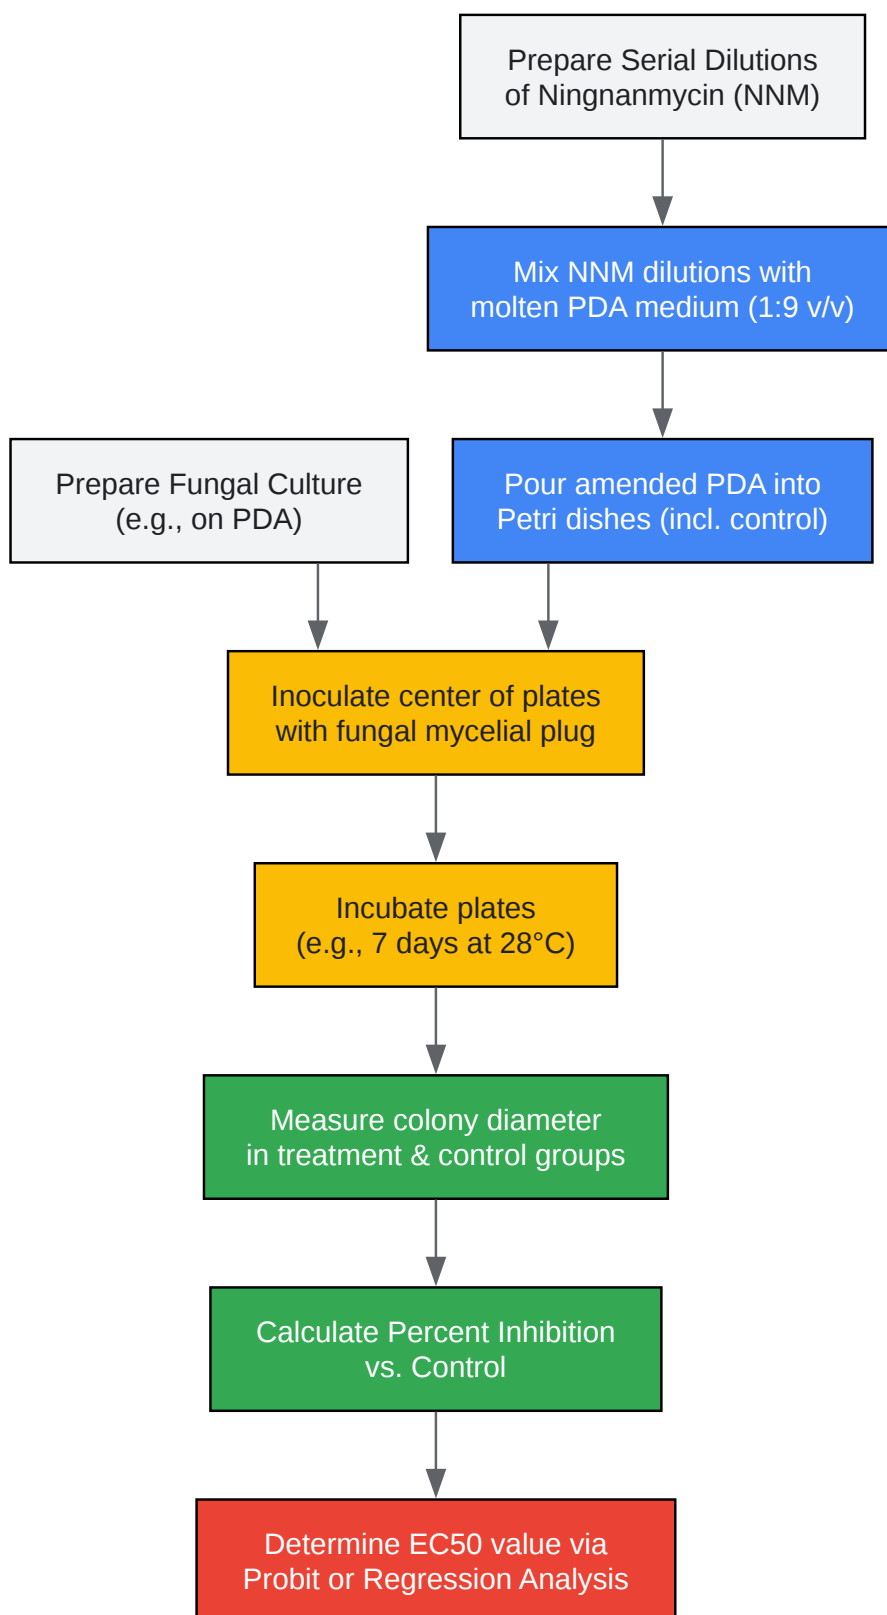 Prepare Serial Dilutions
of Ningnanmycin (NNM)
Mix NNM dilutions with
molten PDA medium (1:9 v/v)
Prepare Fungal Culture
(e.g., on PDA)
Pour amended PDA into
Petri dishes (incl. control)
Inoculate center of plates
with fungal mycelial plug
Incubate plates
(e.g., 7 days at 28°C)
Measure colony diameter
in treatment & control groups
Calculate Percent Inhibition
vs. Control
Determine EC50 value via
Probit or Regression Analysis